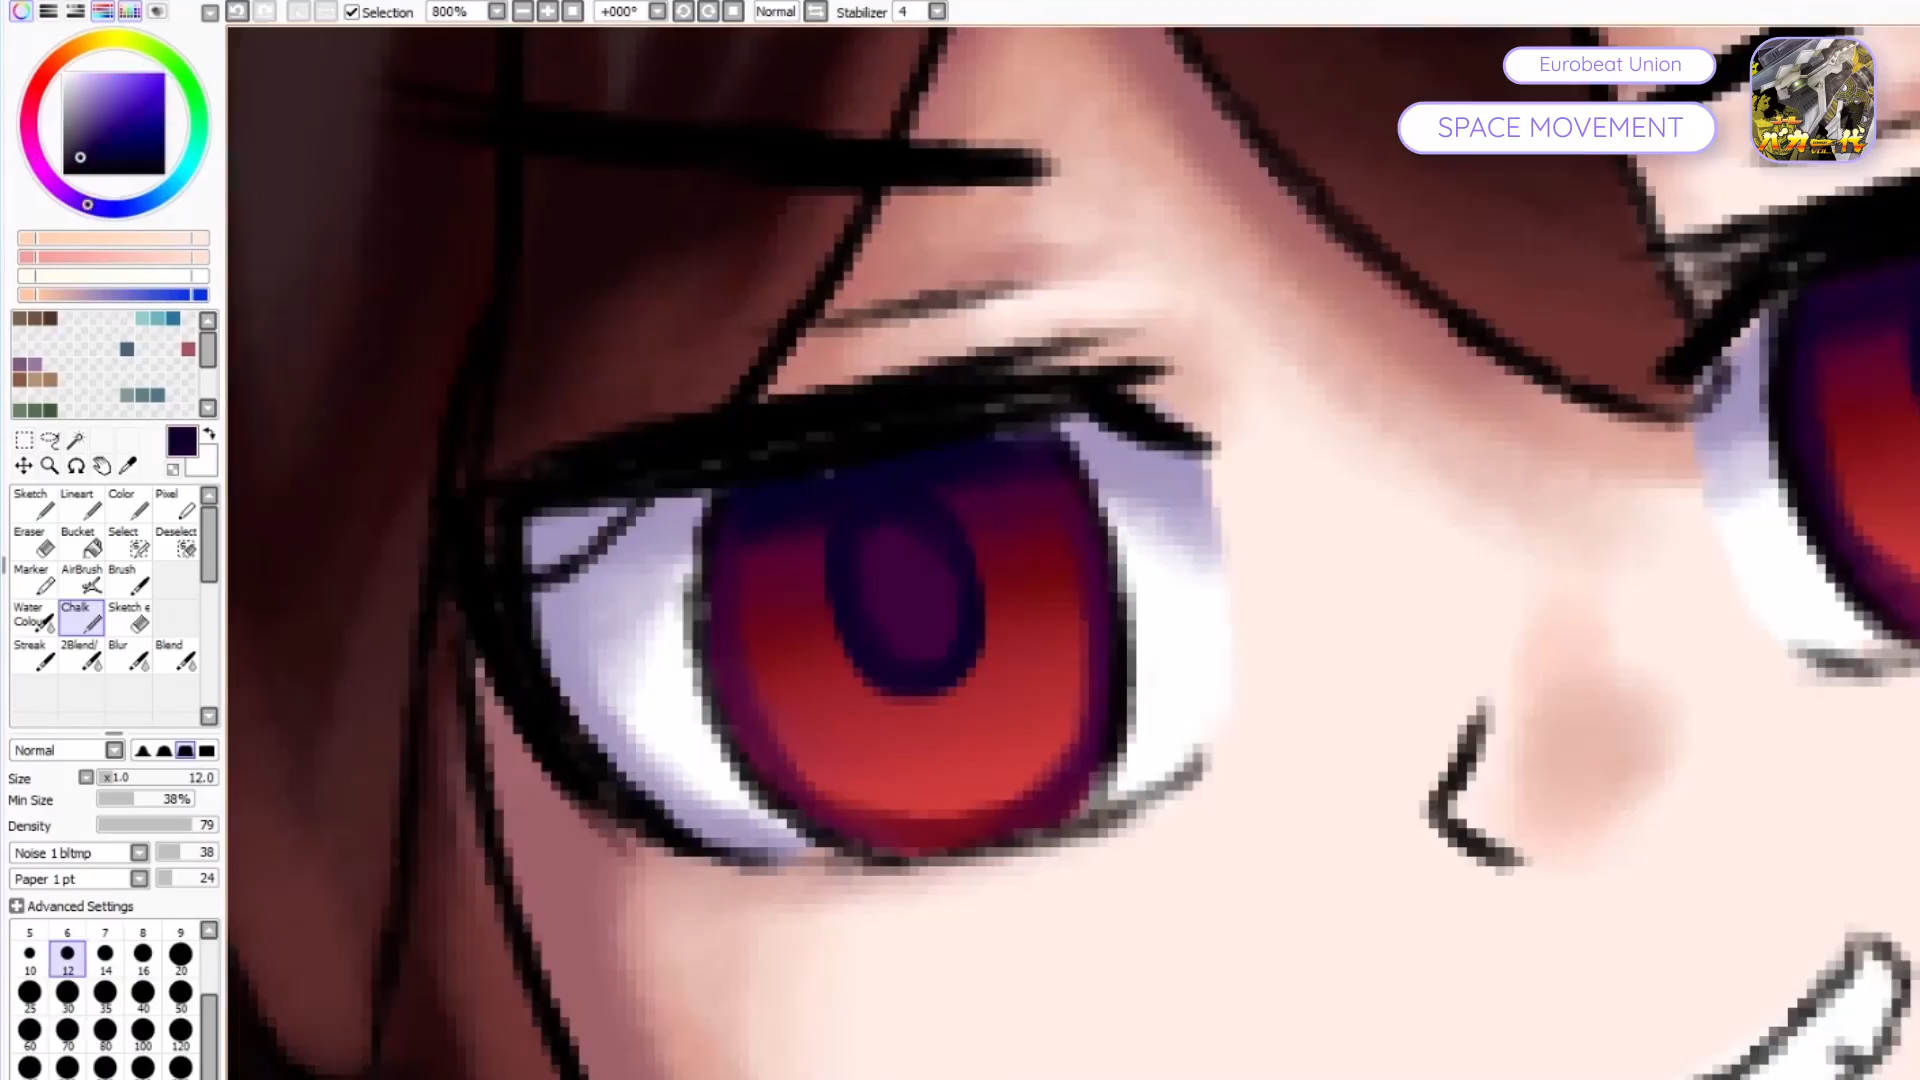 Selection 800% +000° Normal Stabilizer 4
Eurobeat Union
SPACE MOVEMENT
Sketch Lineart Color Pixel
Eraser Bucket Select Deselect
Marker AirBrush Brush
Water Colou Chalk Sketch e
Streak 2Blend/ Blur Blend
Normal
Size x1.0 12.0
Min Size 38%
Density 79
Noise 1 bltmp 38
Paper 1 pt 24
Advanced Settings
5 6 7 8 9
10 12 14 16 20
25 30 35 40 50
60 70 80 100 120